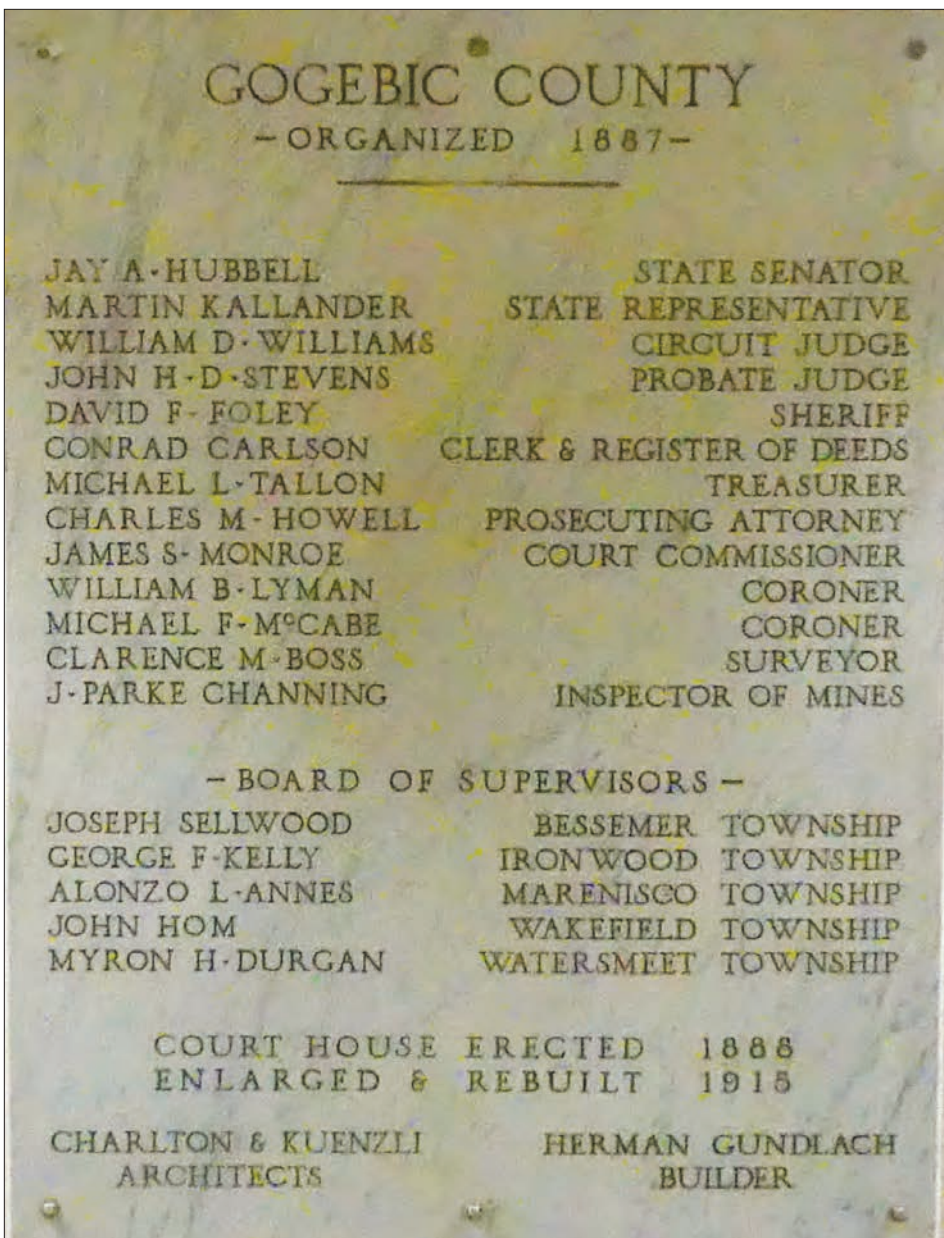 GOGEBIC COUNTY
- ORGANIZED 1887 -
JAY A. HUBBELL STATE SENATOR
MARTIN KALLANDER STATE REPRESENTATIVE
WILLIAM D. WILLIAMS CIRCUIT JUDGE
JOHN H. D. STEVENS PROBATE JUDGE
DAVID F. FOLEY SHERIFF
CONRAD CARLSON CLERK & REGISTER OF DEEDS
MICHAEL L. TALLON TREASURER
CHARLES M. HOWELL PROSECUTING ATTORNEY
JAMES S. MONROE COURT COMMISSIONER
WILLIAM B. LYMAN CORONER
MICHAEL F. McCABE CORONER
CLARENCE M. BOSS SURVEYOR
J. PARKE CHANNING INSPECTOR OF MINES
- BOARD OF SUPERVISORS -
JOSEPH SELLWOOD BESSEMER TOWNSHIP
GEORGE F. KELLY IRONWOOD TOWNSHIP
ALONZO L. ANNES MARENISCO TOWNSHIP
JOHN HOM WAKEFIELD TOWNSHIP
MYRON H. DURGAN WATERSMEET TOWNSHIP
COURT HOUSE ERECTED 1888
ENLARGED & REBUILT 1915
CHARLTON & KUENZLI HERMAN GUNDLACH
ARCHITECTS BUILDER